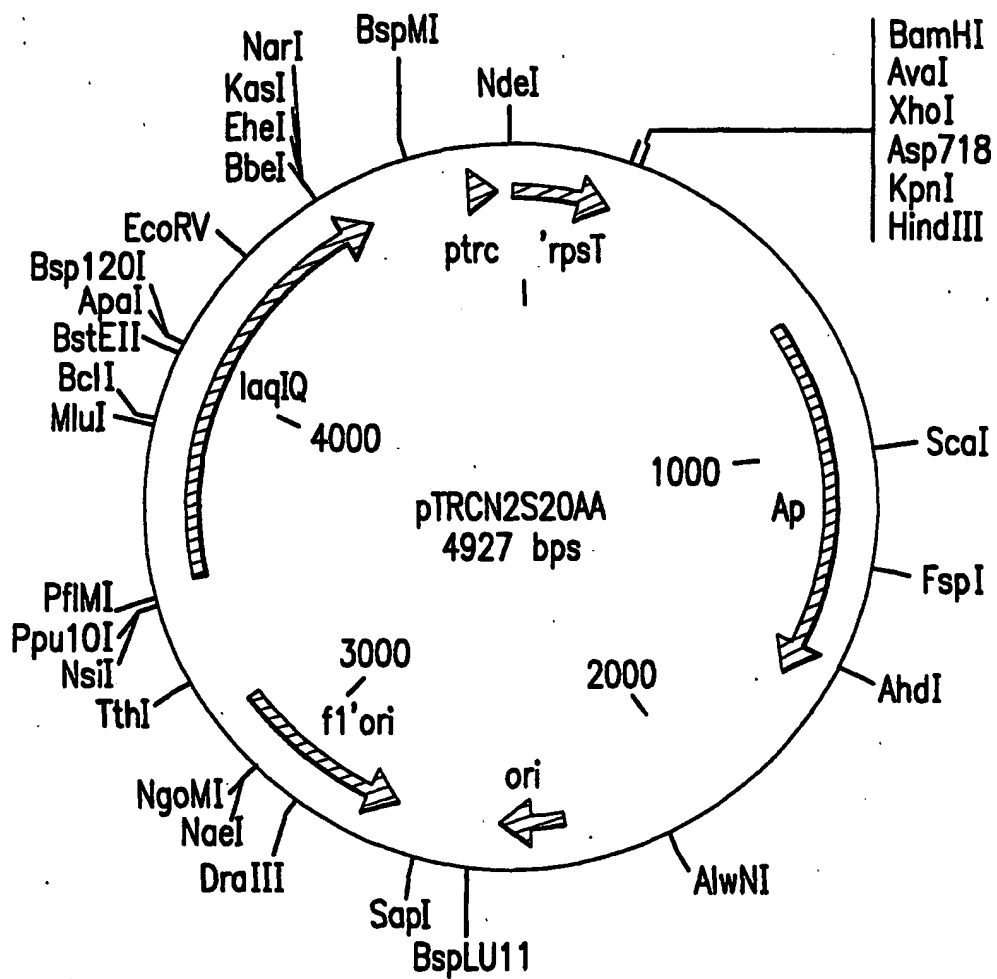 BspMI
NdeI
BamHI
AvaI
XhoI
Asp718
KpnI
HindIII
NarI
KasI
EheI
BbeI
EcoRV
Bsp120I
ApaI
BstEII
BclI
MluI
ptrc
'rpsT
laqIQ
4000
1000
ScaI
Ap
pTRCN2S20AA
4927 bps
FspI
PflMI
Ppu10I
NsiI
TthI
3000
f1'ori
2000
AhdI
ori
NgoMI
NaeI
DraIII
SapI
BspLU11
AlwNI